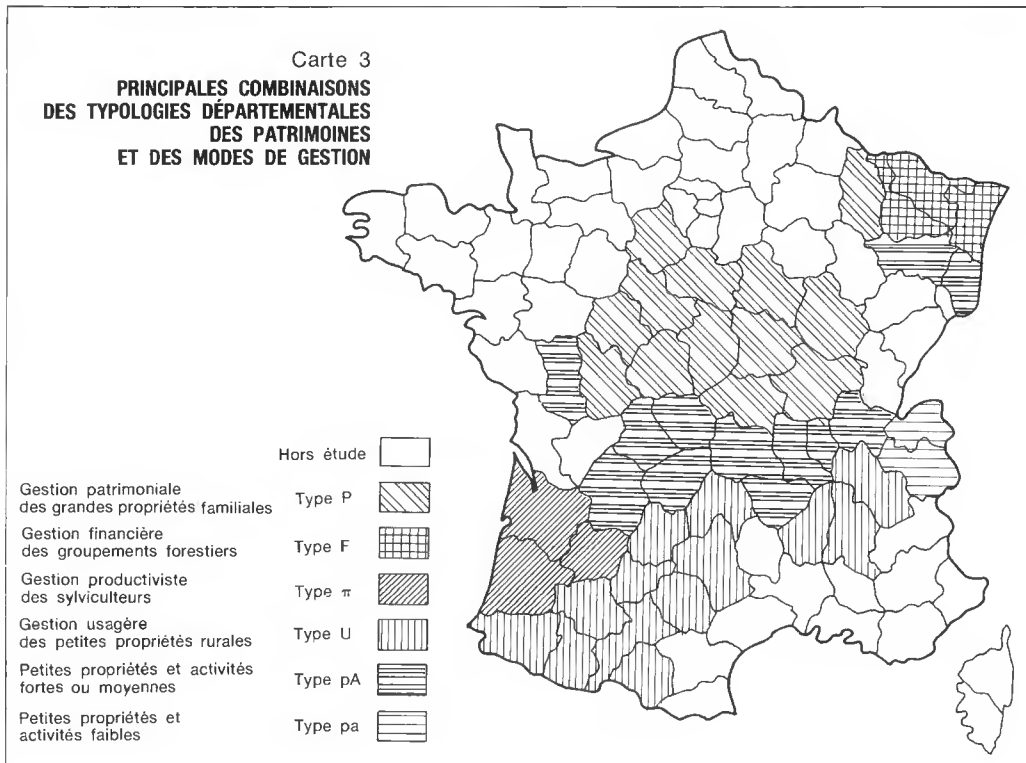 Carte 3
PRINCIPALES COMBINAISONS
DES TYPOLOGIES DÉPARTEMENTALES
DES PATRIMOINES
ET DES MODES DE GESTION
Hors étude
Gestion patrimoniale
des grandes propriétés familiales Type P
Gestion financière
des groupements forestiers Type F
Gestion productiviste
des sylviculteurs Type π
Gestion usagère
des petites propriétés rurales Type U
Petites propriétés et activités
fortes ou moyennes Type pA
Petites propriétés et
activités faibles Type pa